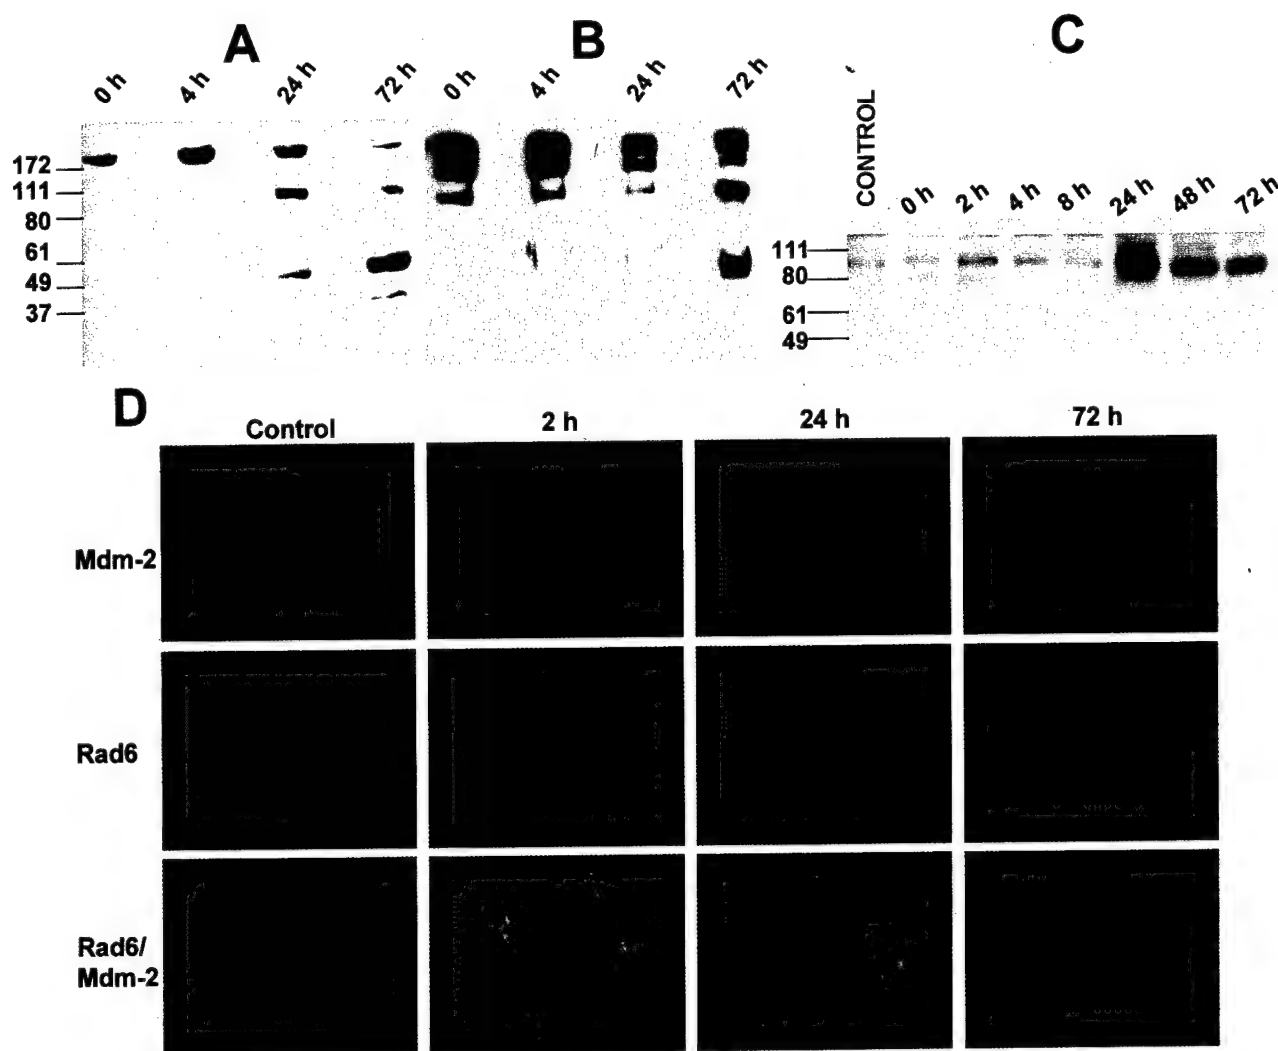 A
B
C
0 h
4 h
24 h
72 h
0 h
4 h
24 h
72 h
CONTROL
0 h
2 h
4 h
8 h
24 h
48 h
72 h
172
111
80
61
49
37
111
80
61
49
D
Control
2 h
24 h
72 h
Mdm-2
Rad6
Rad6/
Mdm-2